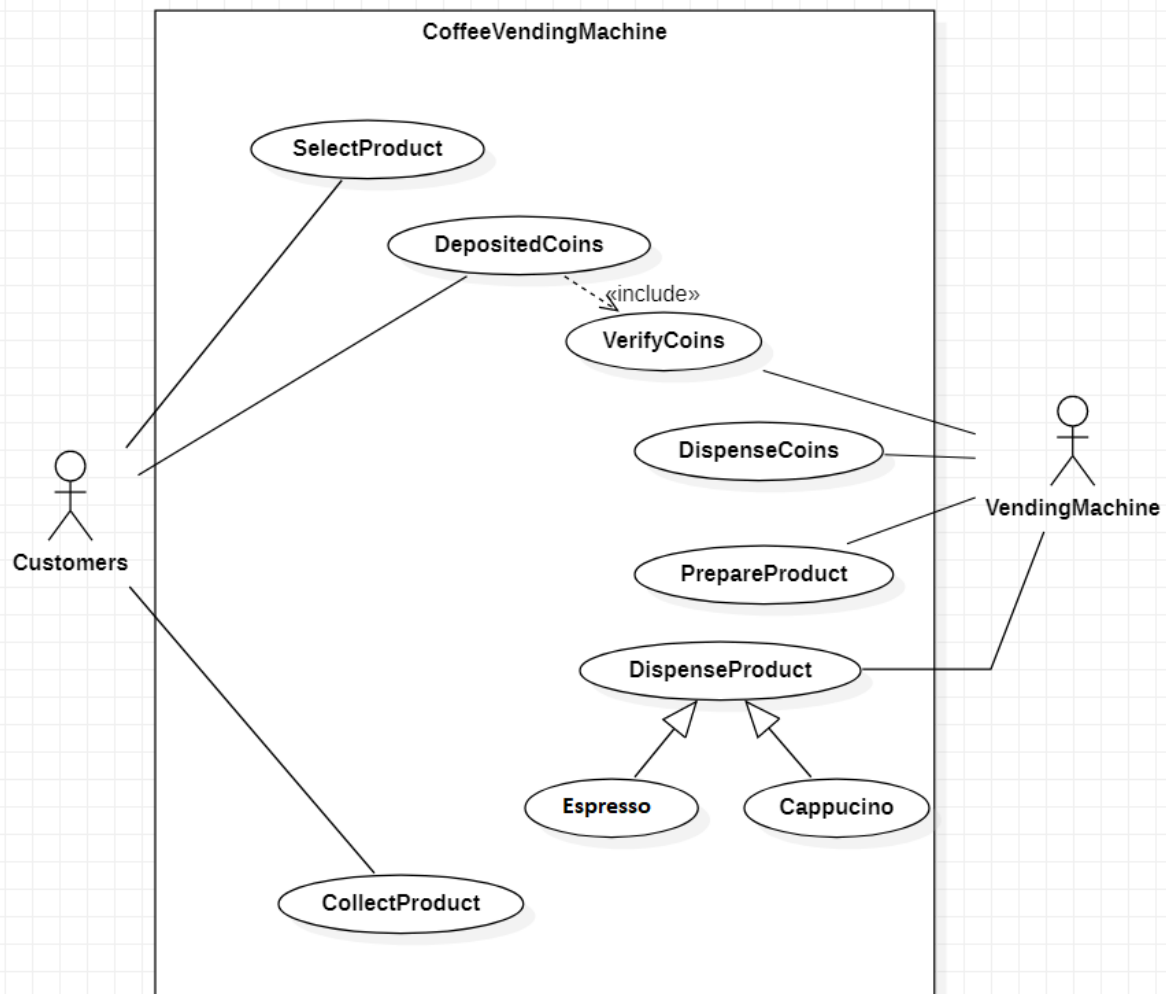 CoffeeVendingMachine
SelectProduct
DepositedCoins
«include»
VerifyCoins
DispenseCoins
VendingMachine
Customers
PrepareProduct
DispenseProduct
Espresso
Cappucino
CollectProduct